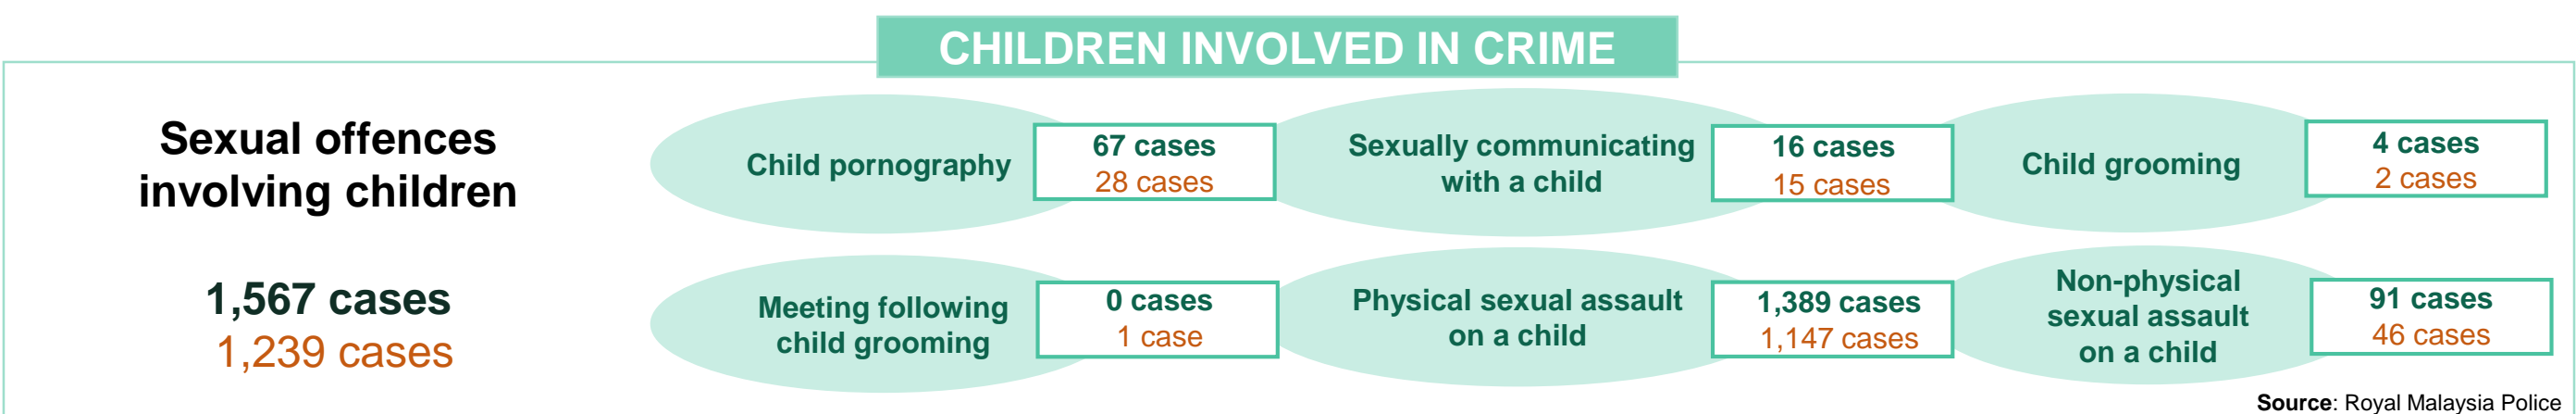 CHILDREN INVOLVED IN CRIME
Sexual offences
involving children
1,567 cases
1,239 cases
Child pornography
67 cases
28 cases
Sexually communicating
with a child
16 cases
15 cases
Child grooming
4 cases
2 cases
Meeting following
child grooming
0 cases
1 case
Physical sexual assault
on a child
1,389 cases
1,147 cases
Non-physical
sexual assault
on a child
91 cases
46 cases
Source: Royal Malaysia Police